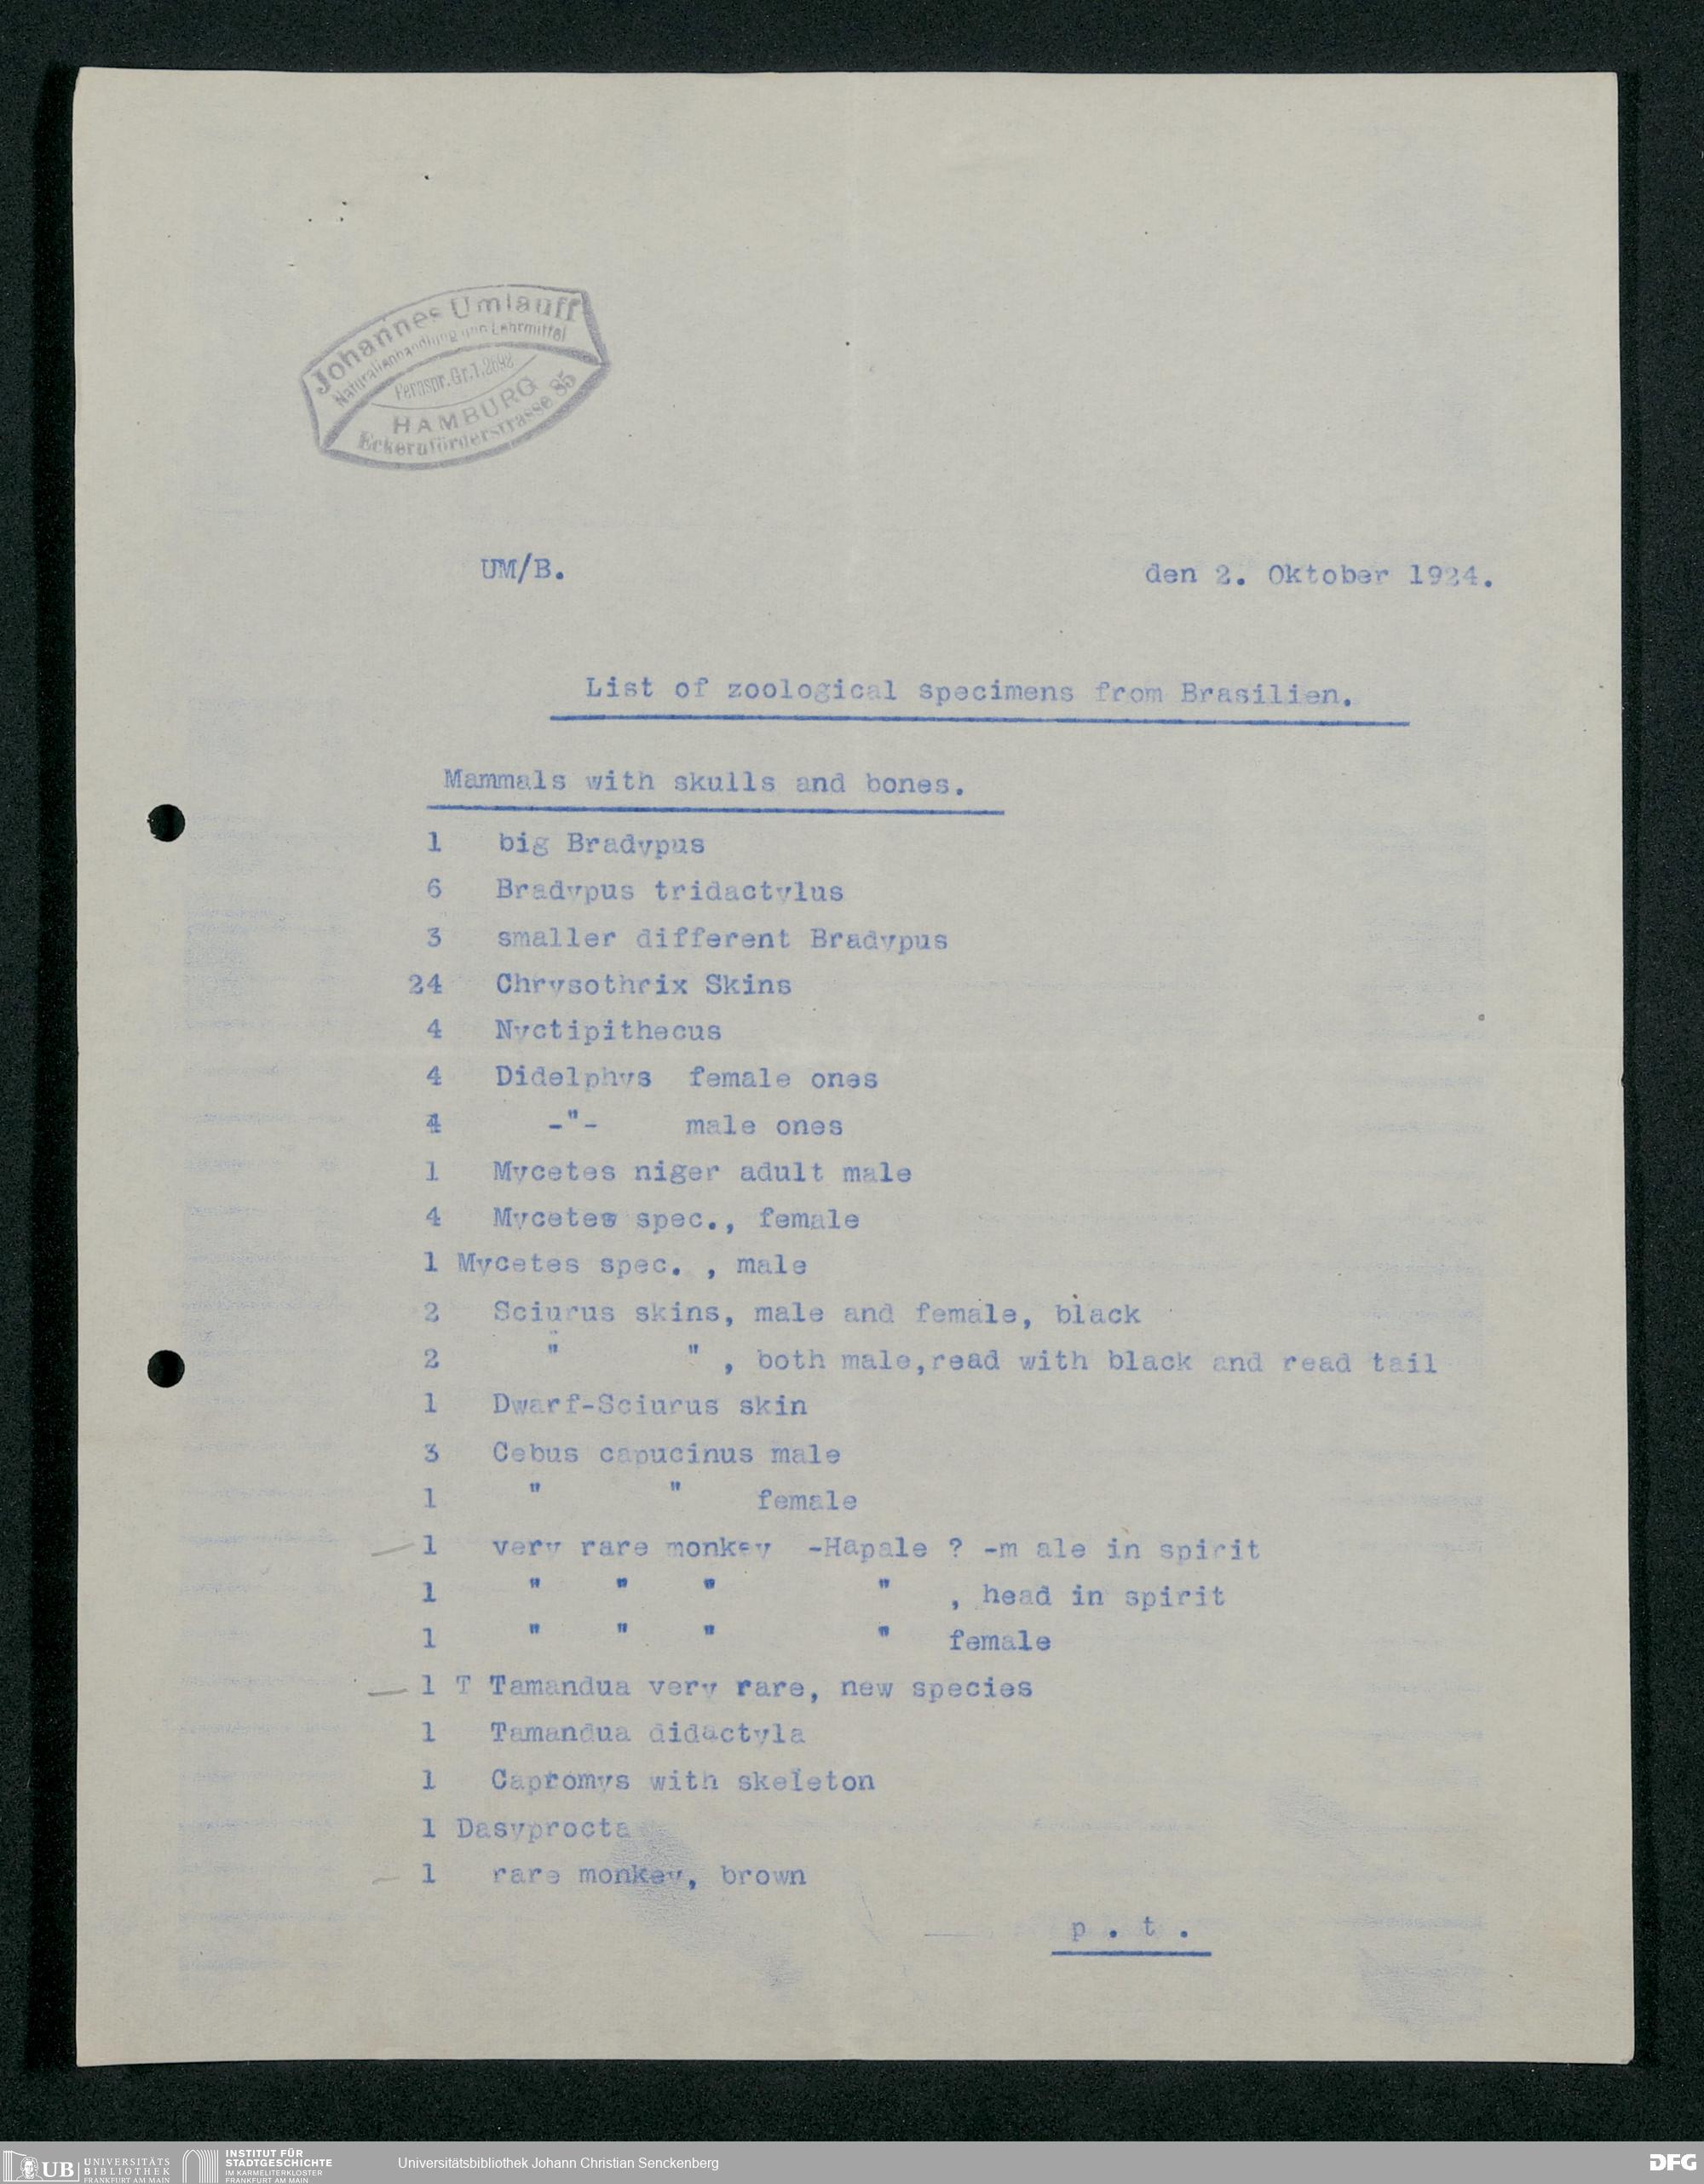 Johannes Umlauff
Naturalienhandlung und Lehrmittel
Fernspr. Gr. 1, 2692
HAMBURG
Eckernförderstrasse 85
UM/B.
den 2. Oktober 1924.
List of zoological specimens from Brasilien.
Mammals with skulls and bones.
1 big Bradypus
6 Bradypus tridactylus
3 smaller different Bradypus
24 Chrysothrix Skins
4 Nyctipithecus
4 Didelphys female ones
4 -"- male ones
1 Mycetes niger adult male
4 Mycetes spec., female
1 Mycetes spec. , male
2 Sciurus skins, male and female, black
2 " " , both male,read with black and read tail
1 Dwarf-Sciurus skin
3 Cebus capucinus male
1 " " female
1 very rare monkey -Hapale ? -m ale in spirit
1 " " " " , head in spirit
1 " " " " female
1 T Tamandua very rare, new species
1 Tamandua didactyla
1 Capromys with skeleton
1 Dasyprocta
1 rare monkey, brown
p . t .
UB UNIVERSITÄTS
BIBLIOTHEK
FRANKFURT AM MAIN
INSTITUT FÜR
STADTGESCHICHTE
IM KARMELITERKLOSTER
FRANKFURT AM MAIN
Universitätsbibliothek Johann Christian Senckenberg
DFG